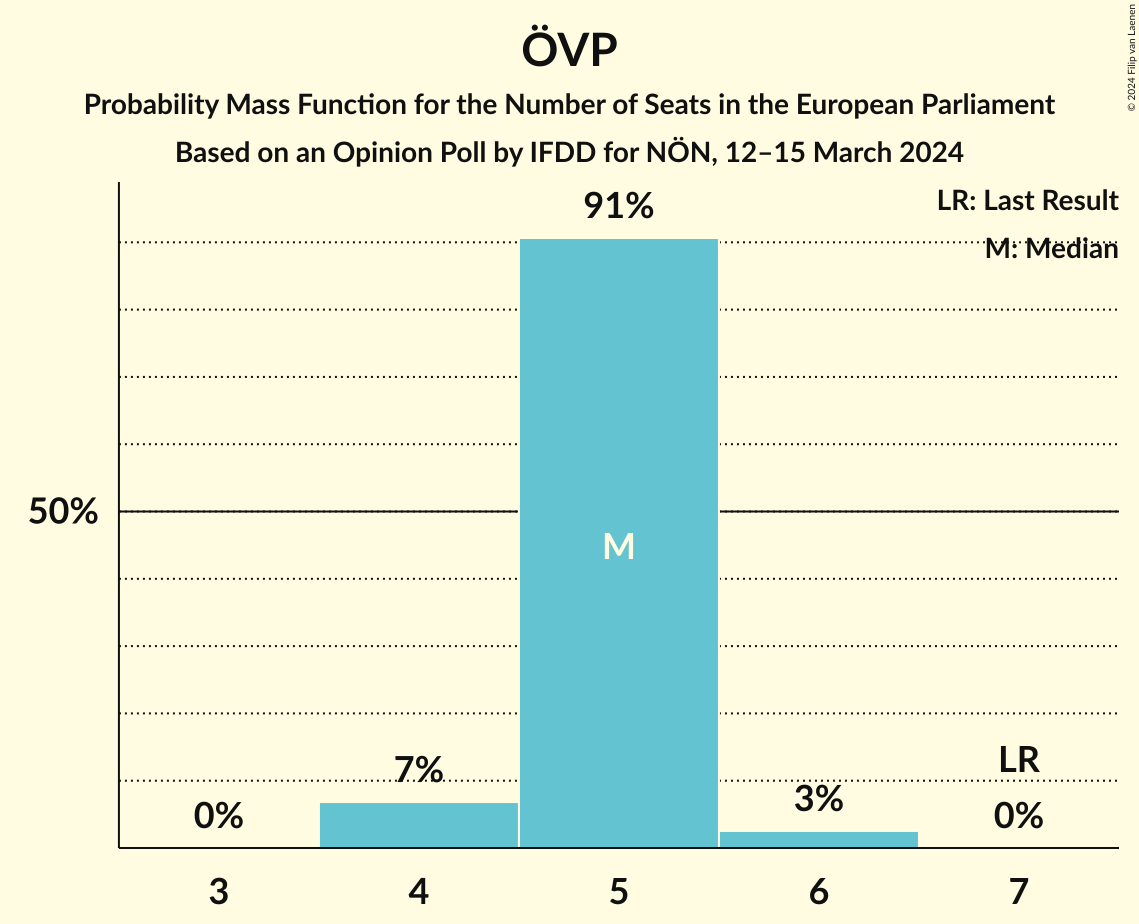 ÖVP
Probability Mass Function for the Number of Seats in the European Parliament
Based on an Opinion Poll by IFDD for NÖN, 12–15 March 2024
© 2024 Filip van Laenen
LR: Last Result
M: Median
91%
50%
M
7%
3%
LR
0%
0%
3 4 5 6 7